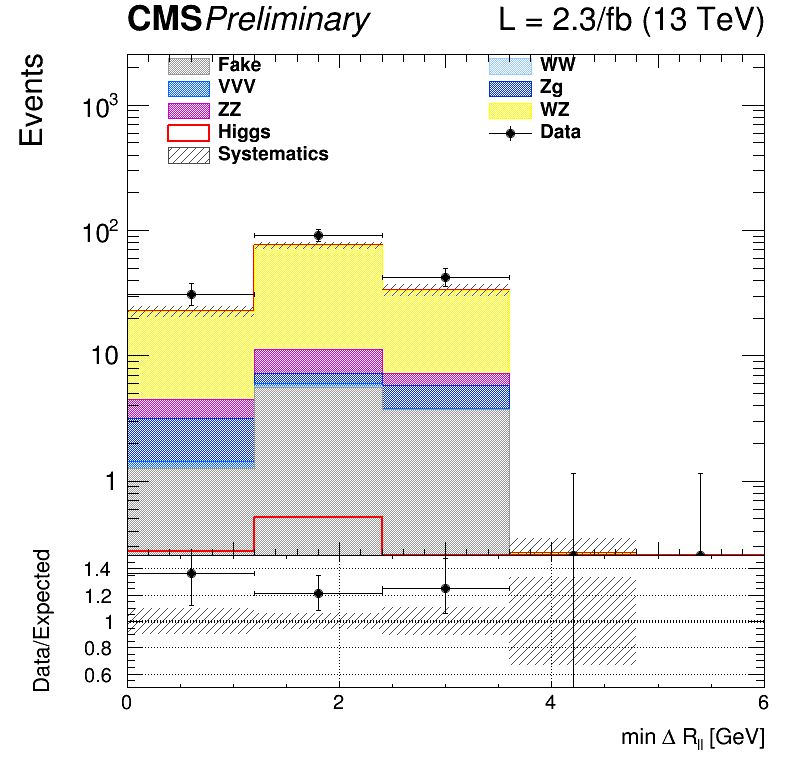 CMS Preliminary L = 2.3/fb (13 TeV)
Events
Fake WW
VVV Zg
ZZ WZ
Higgs Data
Systematics
10³
10²
10
1
Data/Expected
1.4
1.2
1
0.8
0.6
0 2 4 6
min Δ R_ll [GeV]